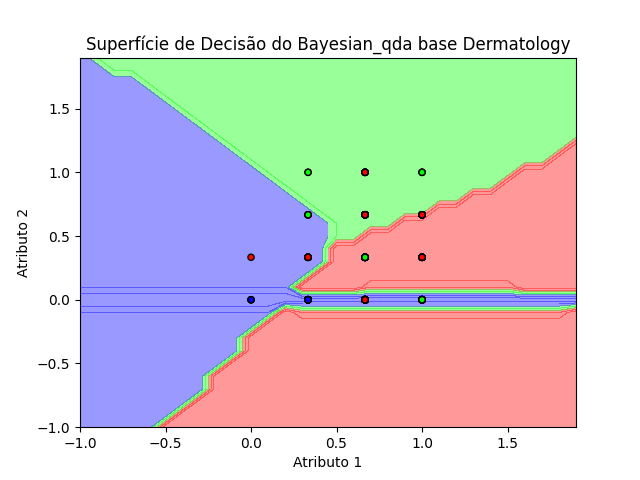 Superfície de Decisão do Bayesian_qda base Dermatology
Atributo 2
1.5
1.0
0.5
0.0
−0.5
−1.0
−1.0 −0.5 0.0 0.5 1.0 1.5
Atributo 1